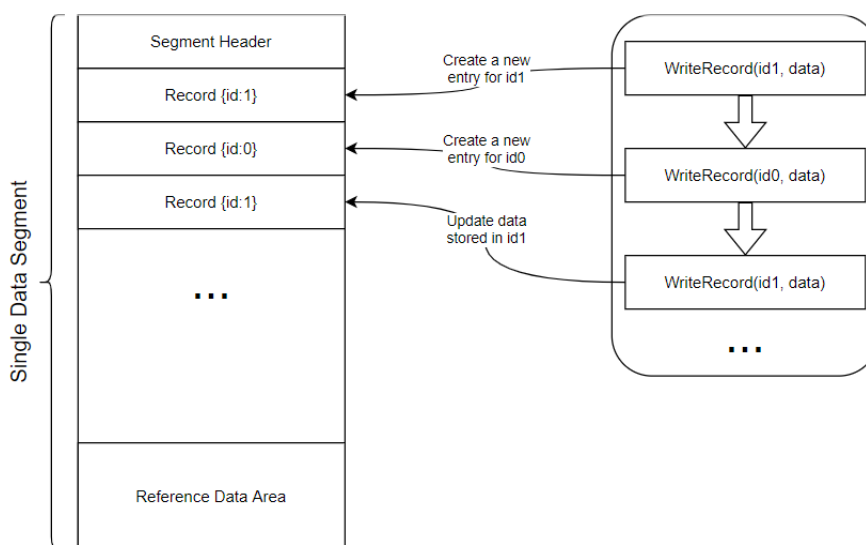 Segment Header
Record {id:1}
Record {id:0}
Record {id:1}
...
Reference Data Area
Single Data Segment
Create a new
entry for id1
Create a new
entry for id0
Update data
stored in id1
WriteRecord(id1, data)
WriteRecord(id0, data)
WriteRecord(id1, data)
...